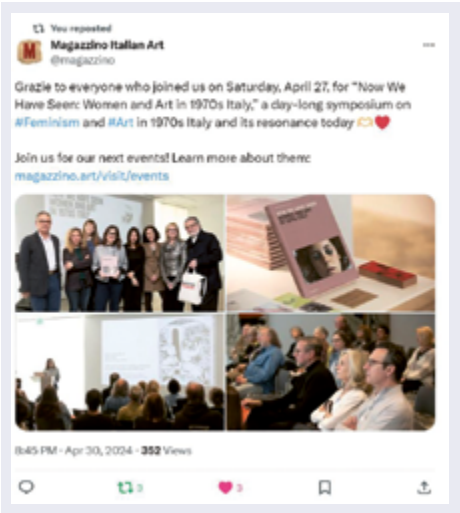 You reposted
Magazzino Italian Art
@magazzino
Grazie to everyone who joined us on Saturday, April 27, for "Now We
Have Seen: Women and Art in 1970s Italy," a day-long symposium on
#Feminism and #Art in 1970s Italy and its resonance today
Join us for our next events! Learn more about them:
magazzino.art/visit/events
8:45 PM · Apr 30, 2024 · 352 Views
3 3